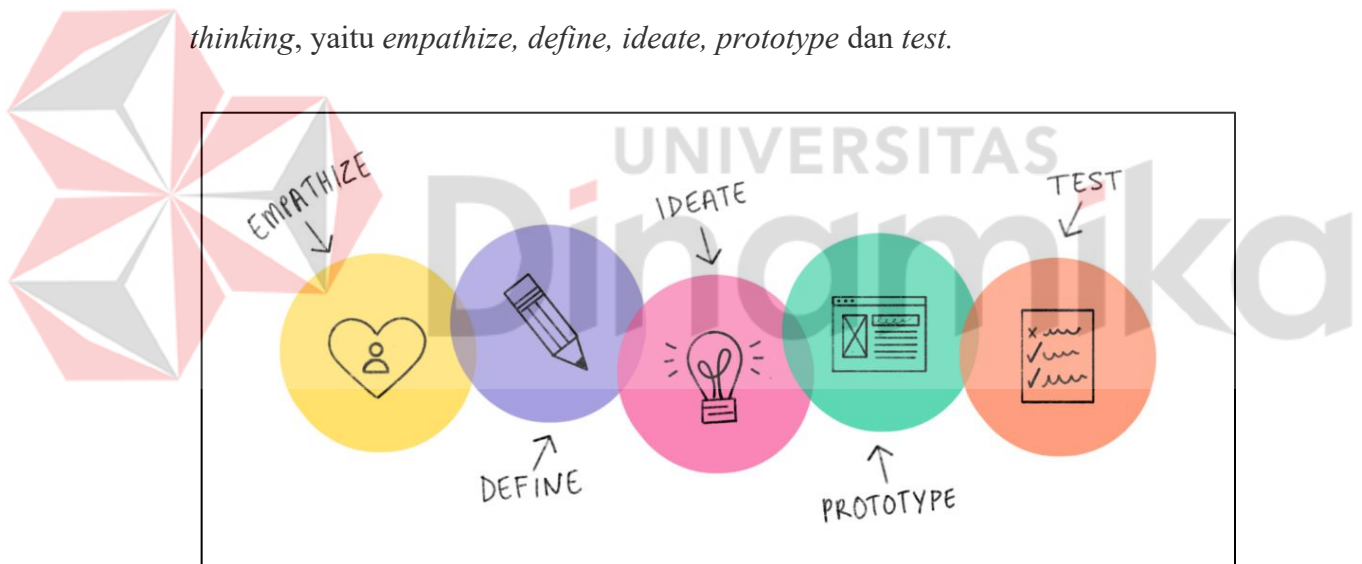 thinking, yaitu empathize, define, ideate, prototype dan test.
UNIVERSITAS
Dinamika
EMPATHIZE
IDEATE
TEST
DEFINE
PROTOTYPE